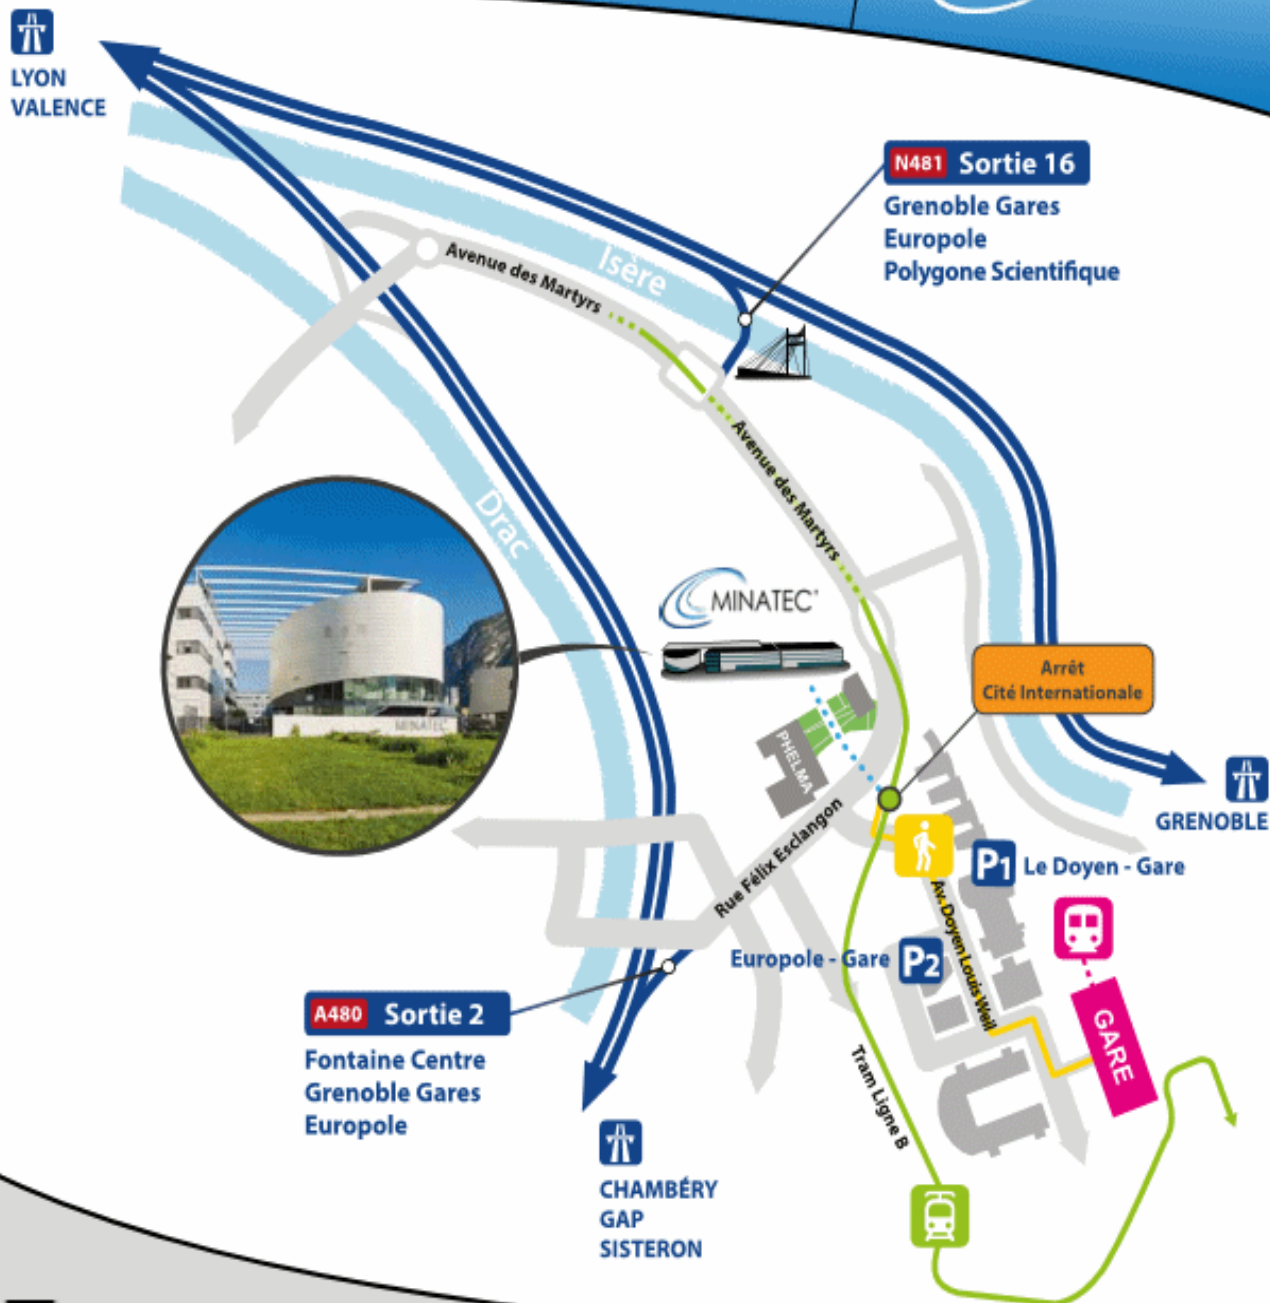 LYON
VALENCE
N481 Sortie 16
Grenoble Gares
Europole
Polygone Scientifique
Avenue des Martyrs
Isère
Avenue des Martyrs
Drac
MINATEC®
Arrêt
Cité Internationale
MINATEC
PHELMA
GRENOBLE
Rue Félix Esclangon
P1 Le Doyen - Gare
Av. Doyen Louis Weil
Europole - Gare P2
A480 Sortie 2
Fontaine Centre
Grenoble Gares
Europole
GARE
Tram Ligne B
CHAMBÉRY
GAP
SISTERON